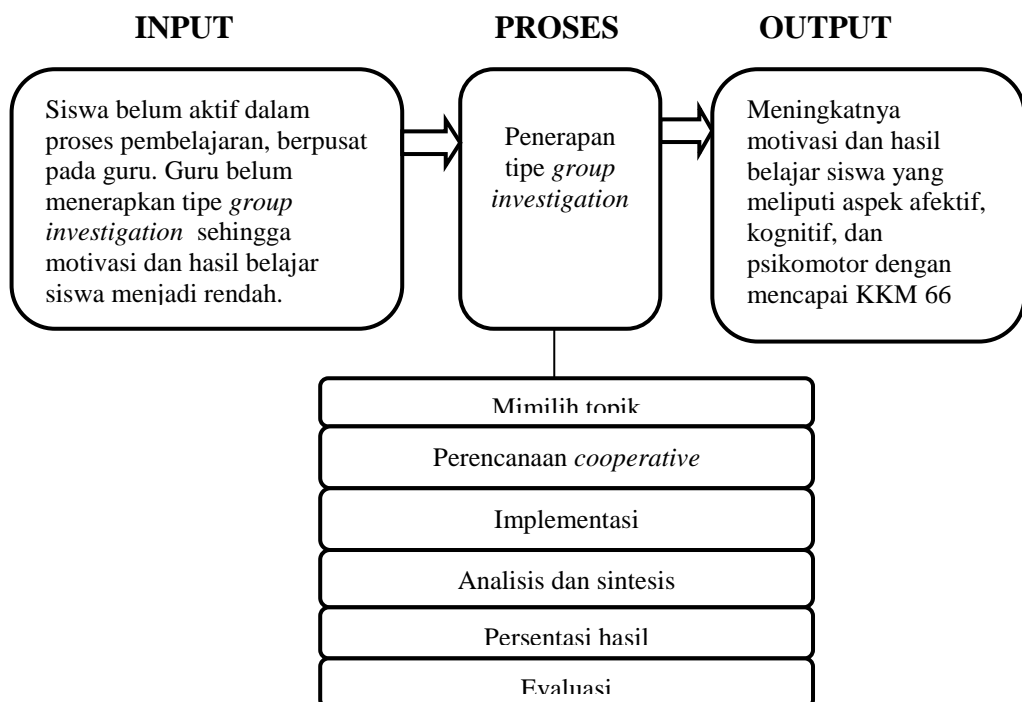 INPUT
PROSES
OUTPUT
Siswa belum aktif dalam
proses pembelajaran, berpusat
pada guru. Guru belum
menerapkan tipe group
investigation sehingga
motivasi dan hasil belajar
siswa menjadi rendah.
Penerapan
tipe group
investigation
Meningkatnya
motivasi dan hasil
belajar siswa yang
meliputi aspek afektif,
kognitif, dan
psikomotor dengan
mencapai KKM 66
Mimilih topik
Perencanaan cooperative
Implementasi
Analisis dan sintesis
Persentasi hasil
Evaluasi